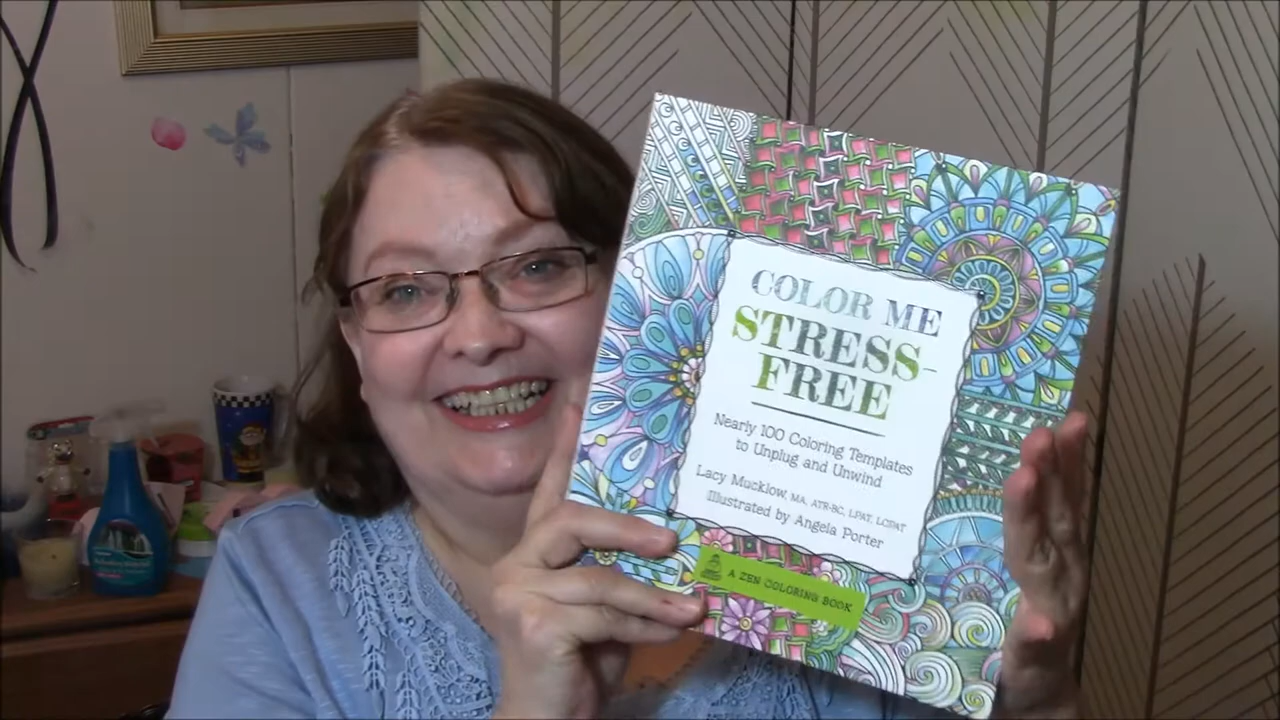 COLOR ME
STRESS-
FREE
Nearly 100 Coloring Templates
to Unplug and Unwind
Lacy Mucklow, MA, ATR-BC, LPAT, LCPAT
Illustrated by Angela Porter
A ZEN COLORING BOOK